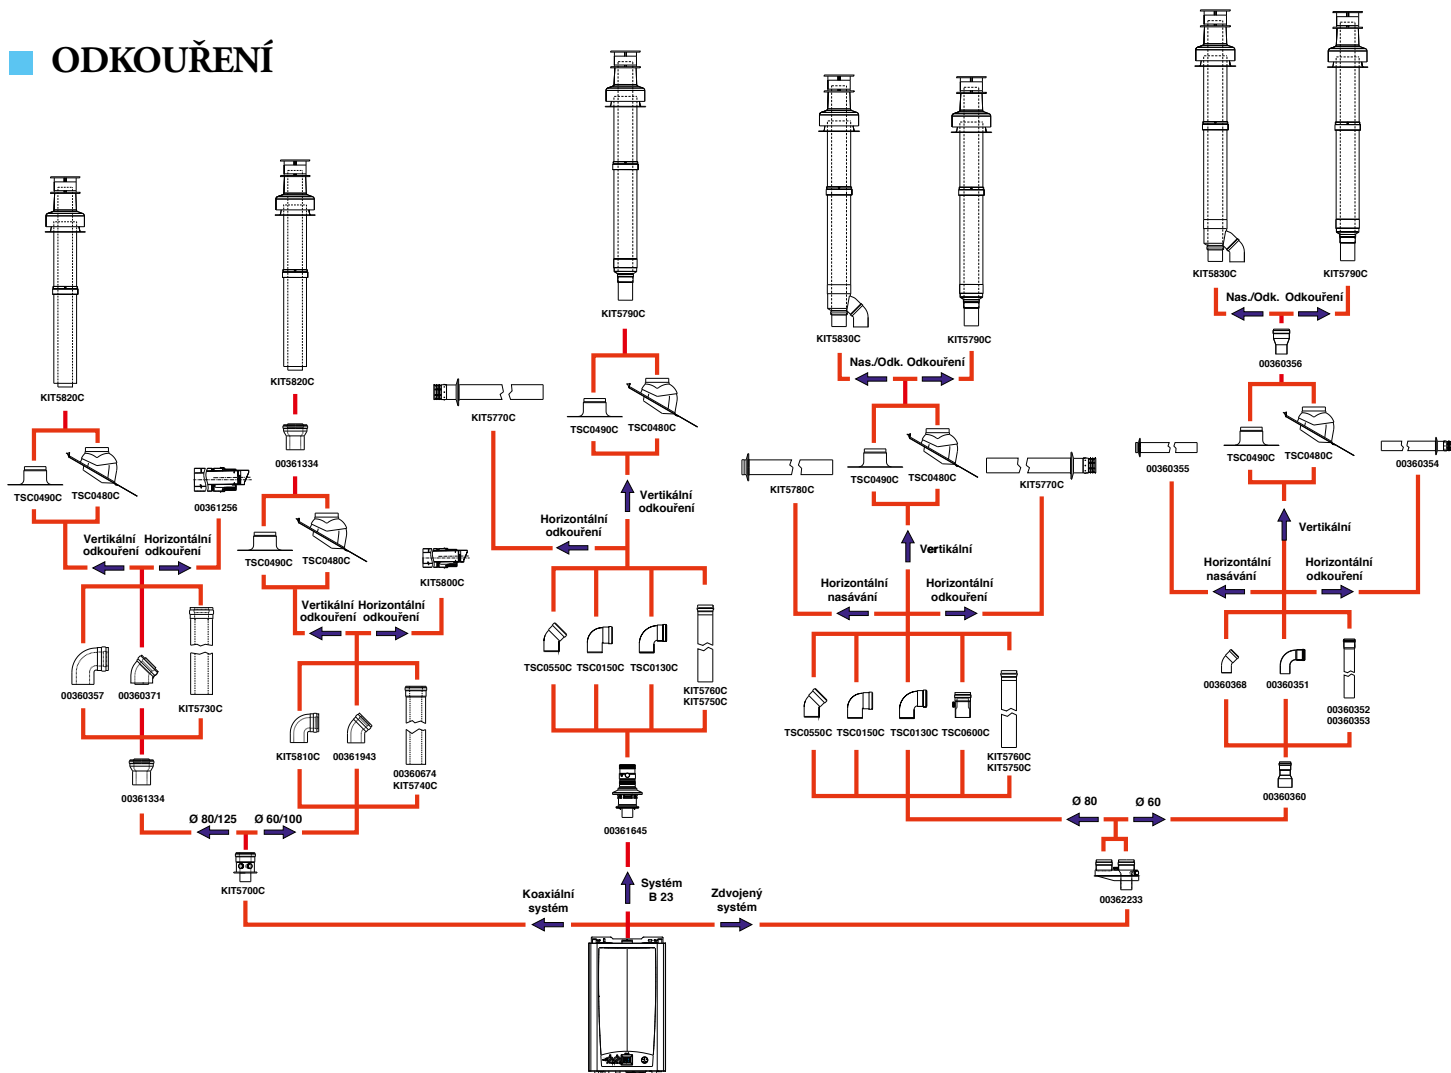 ODKOUŘENÍ
KIT5820C
TSC0490C
TSC0480C
00361256
Vertikální
odkouření
Horizontální
odkouření
00360357
00360371
KIT5730C
00361334
Ø 80/125
KIT5820C
00361334
TSC0490C
TSC0480C
KIT5800C
Vertikální
odkouření
Horizontální
odkouření
KIT5810C
00361943
00360674
KIT5740C
Ø 60/100
KIT5700C
Koaxiální
systém
KIT5790C
KIT5770C
TSC0490C
TSC0480C
Vertikální
odkouření
Horizontální
odkouření
TSC0550C
TSC0150C
TSC0130C
KIT5760C
KIT5750C
00361645
Systém
B 23
Zdvojený
systém
KIT5830C
KIT5790C
Nas./Odk.
Odkouření
KIT5780C
TSC0490C
TSC0480C
KIT5770C
Vertikální
Horizontální
nasávání
Horizontální
odkouření
TSC0550C
TSC0150C
TSC0130C
TSC0600C
KIT5760C
KIT5750C
Ø 80
KIT5830C
KIT5790C
Nas./Odk.
Odkouření
00360356
00360355
TSC0490C
TSC0480C
00360354
Vertikální
Horizontální
nasávání
Horizontální
odkouření
00360368
00360351
00360352
00360353
00360360
Ø 60
00362233